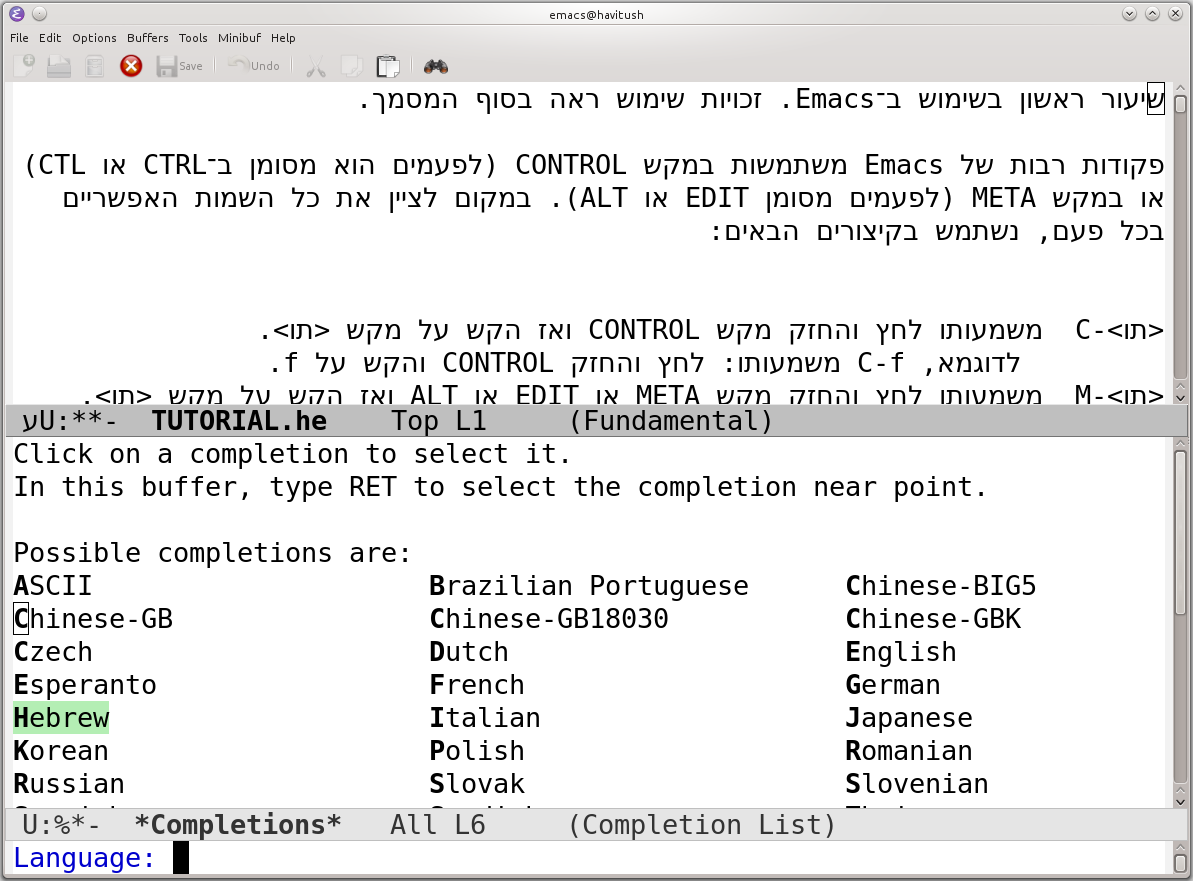 emacs@havitush
File Edit Options Buffers Tools Minibuf Help
Save Undo
שיעור ראשון בשימוש ב־Emacs. זכויות שימוש ראה בסוף המסמך.
פקודות רבות של Emacs משתמשות במקש CONTROL (לפעמים הוא מסומן ב־CTRL או CTL)
או במקש META (לפעמים מסומן EDIT או ALT). במקום לציין את כל השמות האפשריים
בכל פעם, נשתמש בקיצורים הבאים:
C-<תו> משמעותו לחץ והחזק מקש CONTROL ואז הקש על מקש <תו>.
לדוגמא, C-f משמעותו: לחץ והחזק CONTROL והקש על f.
M-<תו> משמעותו לחץ והחזק מקש META או EDIT או ALT ואז הקש על מקש <תו>.
עU:**- TUTORIAL.he Top L1 (Fundamental)
Click on a completion to select it.
In this buffer, type RET to select the completion near point.
Possible completions are:
ASCII Brazilian Portuguese Chinese-BIG5
Chinese-GB Chinese-GB18030 Chinese-GBK
Czech Dutch English
Esperanto French German
Hebrew Italian Japanese
Korean Polish Romanian
Russian Slovak Slovenian
U:%*- *Completions* All L6 (Completion List)
Language: